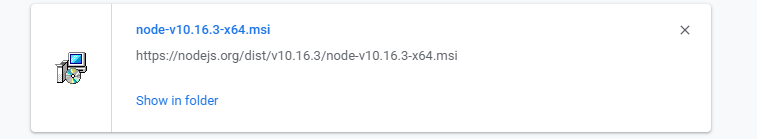 node-v10.16.3-x64.msi
https://nodejs.org/dist/v10.16.3/node-v10.16.3-x64.msi
Show in folder